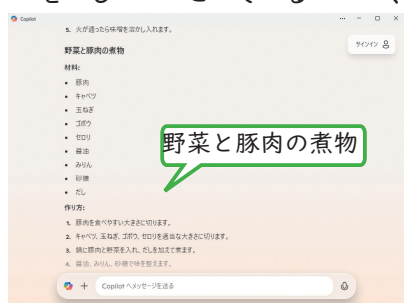 Copilot
5. 火が通ったら味噌を溶かし入れます。
サインイン
野菜と豚肉の煮物
材料:
• 豚肉
• キャベツ
• 玉ねぎ
• ゴボウ
• セロリ
• 醤油
• みりん
• 砂糖
• だし
野菜と豚肉の煮物
作り方:
1. 豚肉を食べやすい大きさに切ります。
2. キャベツ、玉ねぎ、ゴボウ、セロリを適当な大きさに切ります。
3. 鍋に豚肉と野菜を入れ、だしを加えて煮ます。
4. 醤油、みりん、砂糖で味を整えます。
Copilot へメッセージを送る